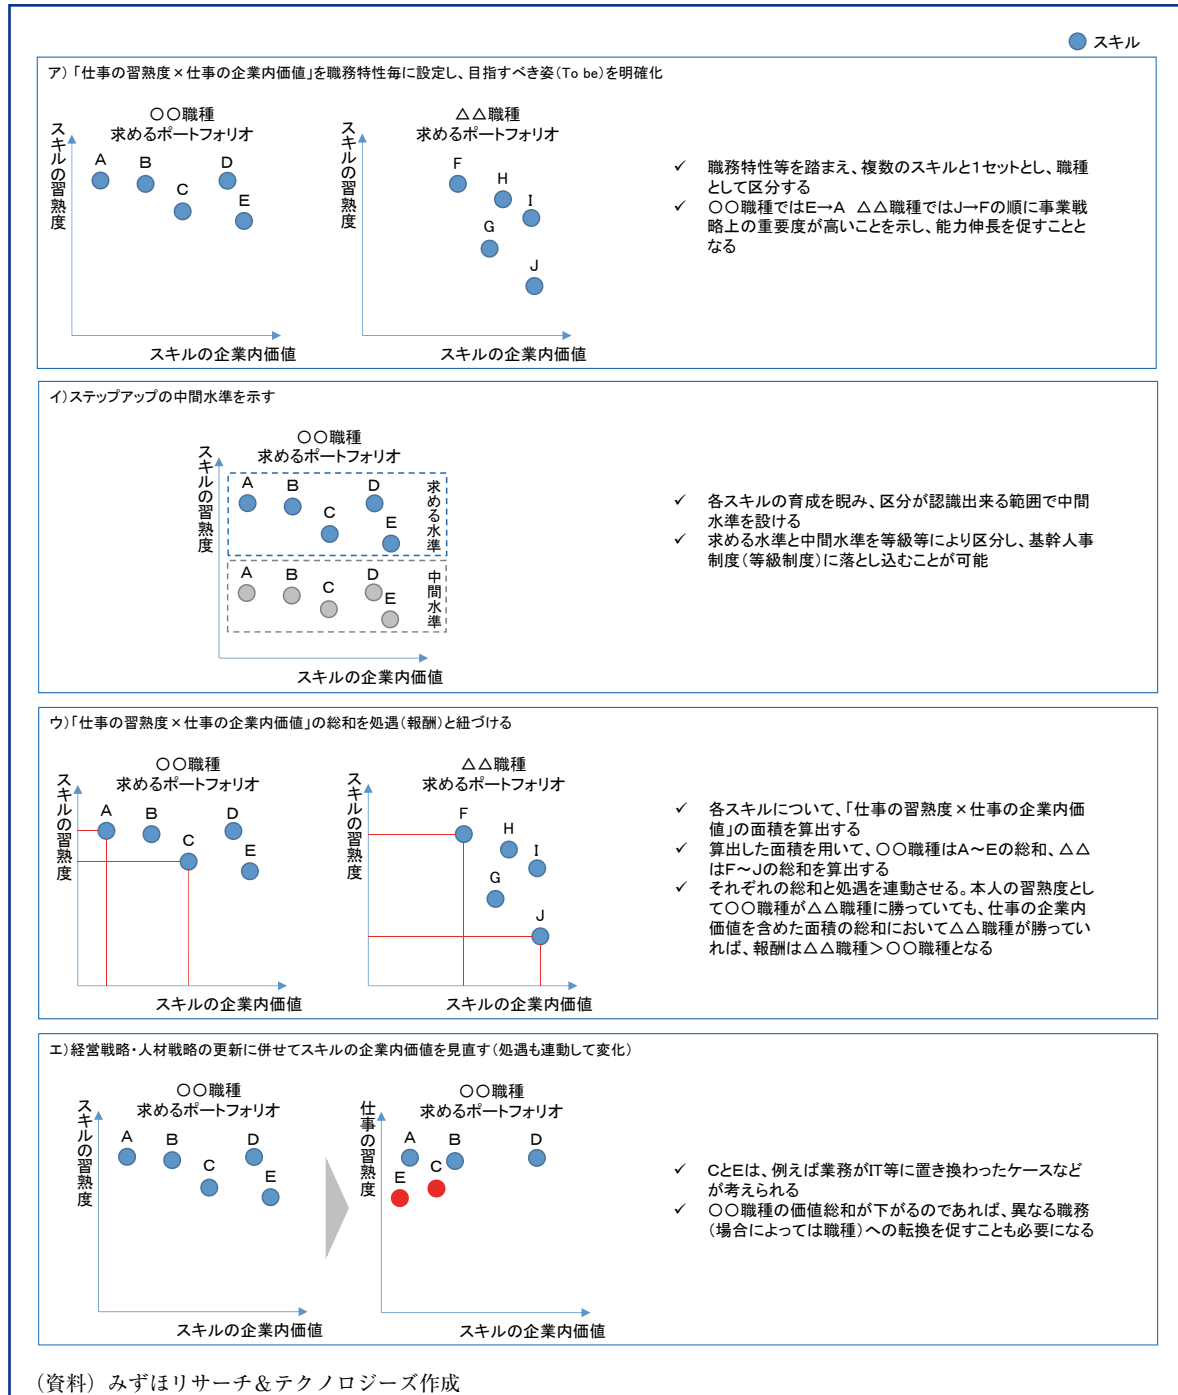 スキル
ア）「仕事の習熟度×仕事の企業内価値」を職務特性毎に設定し、目指すべき姿（To be）を明確化
〇〇職種
求めるポートフォリオ
スキルの習熟度
A
B
C
D
E
スキルの企業内価値
△△職種
求めるポートフォリオ
スキルの習熟度
F
H
I
G
J
スキルの企業内価値
✓ 職務特性等を踏まえ、複数のスキルと1セットとし、職種
として区分する
✓ 〇〇職種ではE→A　△△職種ではJ→Fの順に事業戦
略上の重要度が高いことを示し、能力伸長を促すことと
なる
イ）ステップアップの中間水準を示す
〇〇職種
求めるポートフォリオ
スキルの習熟度
A
B
C
D
E
求める水準
A
B
C
D
E
中間水準
スキルの企業内価値
✓ 各スキルの育成を睨み、区分が認識出来る範囲で中間
水準を設ける
✓ 求める水準と中間水準を等級等により区分し、基幹人事
制度（等級制度）に落とし込むことが可能
ウ）「仕事の習熟度×仕事の企業内価値」の総和を処遇（報酬）と紐づける
〇〇職種
求めるポートフォリオ
スキルの習熟度
A
B
C
D
E
スキルの企業内価値
△△職種
求めるポートフォリオ
スキルの習熟度
F
H
I
G
J
スキルの企業内価値
✓ 各スキルについて、「仕事の習熟度×仕事の企業内価
値」の面積を算出する
✓ 算出した面積を用いて、〇〇職種はA～Eの総和、△△
はF～Jの総和を算出する
✓ それぞれの総和と処遇を連動させる。本人の習熟度とし
て〇〇職種が△△職種に勝っていても、仕事の企業内
価値を含めた面積の総和において△△職種が勝ってい
れば、報酬は△△職種＞〇〇職種となる
エ）経営戦略・人材戦略の更新に併せてスキルの企業内価値を見直す（処遇も連動して変化）
〇〇職種
求めるポートフォリオ
スキルの習熟度
A
B
C
D
E
スキルの企業内価値
〇〇職種
求めるポートフォリオ
仕事の習熟度
A
B
D
E
C
スキルの企業内価値
✓ CとEは、例えば業務がIT等に置き換わったケースなど
が考えられる
✓ 〇〇職種の価値総和が下がるのであれば、異なる職務
（場合によっては職種）への転換を促すことも必要になる
（資料）みずほリサーチ＆テクノロジーズ作成